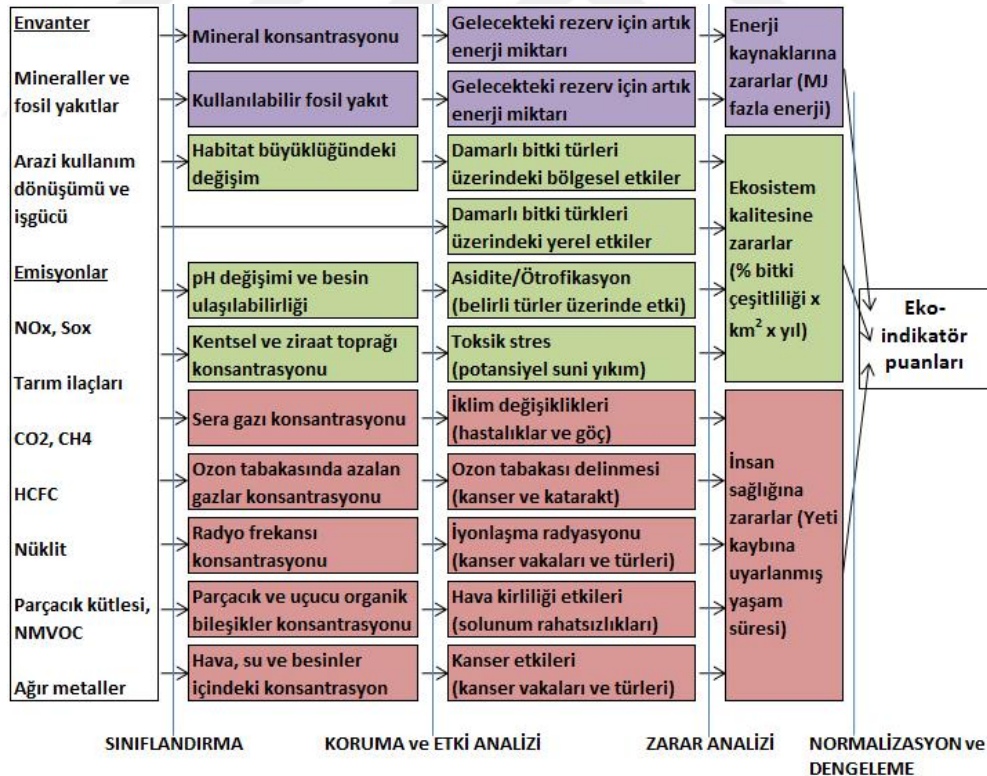 Envanter
Mineraller ve
fosil yakıtlar
Arazi kullanım
dönüşümü ve
işgücü
Emisyonlar
NOx, Sox
Tarım ilaçları
CO2, CH4
HCFC
Nüklit
Parçacık kütlesi,
NMVOC
Ağır metaller
Mineral konsantrasyonu
Kullanılabilir fosil yakıt
Habitat büyüklüğündeki
değişim
pH değişimi ve besin
ulaşılabilirliği
Kentsel ve ziraat toprağı
konsantrasyonu
Sera gazı konsantrasyonu
Ozon tabakasında azalan
gazlar konsantrasyonu
Radyo frekansı
konsantrasyonu
Parçacık ve uçucu organik
bileşikler konsantrasyonu
Hava, su ve besinler
içindeki konsantrasyon
Gelecekteki rezerv için artık
enerji miktarı
Gelecekteki rezerv için artık
enerji miktarı
Damarlı bitki türleri
üzerindeki bölgesel etkiler
Damarlı bitki türkleri
üzerindeki yerel etkiler
Asidite/Ötrofikasyon
(belirli türler üzerinde etki)
Toksik stres
(potansiyel suni yıkım)
İklim değişiklikleri
(hastalıklar ve göç)
Ozon tabakası delinmesi
(kanser ve katarakt)
İyonlaşma radyasyonu
(kanser vakaları ve türleri)
Hava kirliliği etkileri
(solunum rahatsızlıkları)
Kanser etkileri
(kanser vakaları ve türleri)
Enerji
kaynaklarına
zararlar (MJ
fazla enerji)
Ekosistem
kalitesine
zararlar
(% bitki
çeşitliliği x
km² x yıl)
İnsan
sağlığına
zararlar (Yeti
kaybına
uyarlanmış
yaşam
süresi)
Eko-
indikatör
puanları
SINIFLANDIRMA
KORUMA ve ETKİ ANALİZİ
ZARAR ANALİZİ
NORMALİZASYON ve
DENGELEME